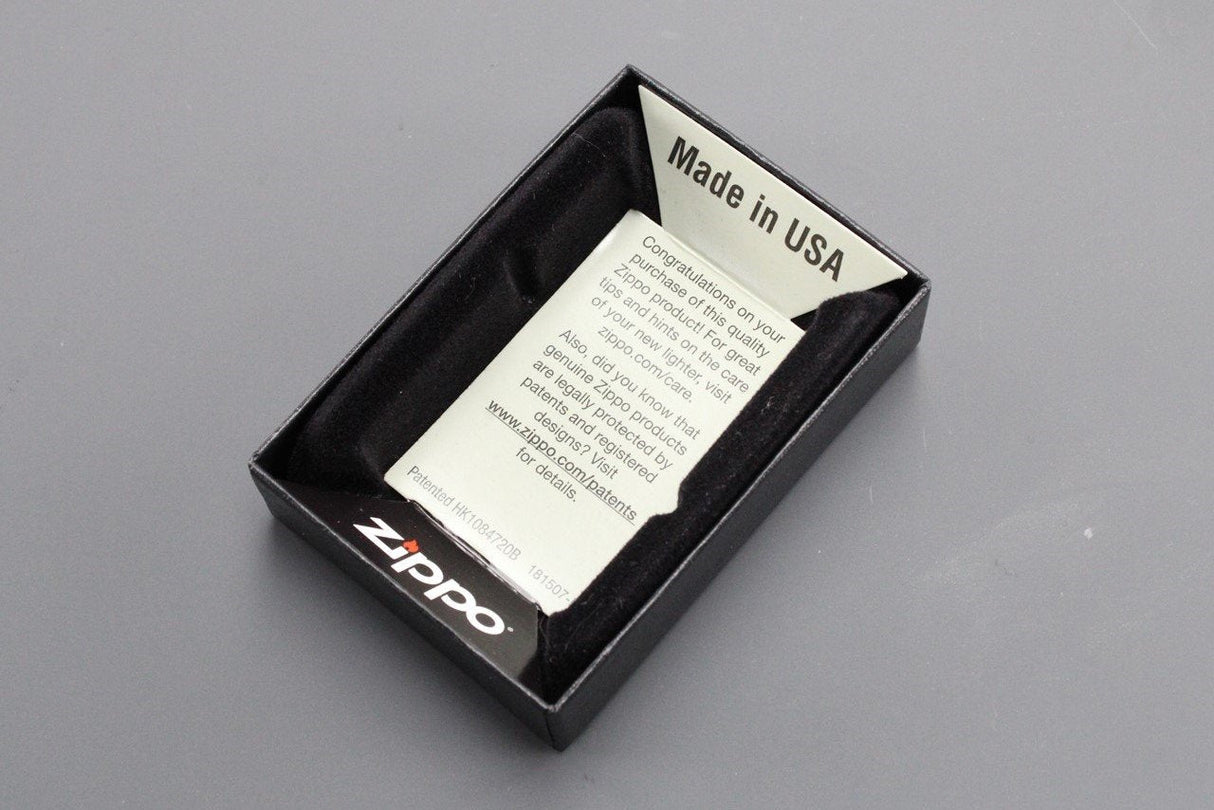 Made in USA
Congratulations on your
purchase of this quality
Zippo product! For great
tips and hints on the care
of your new lighter, visit
zippo.com/care.
Also, did you know that
genuine Zippo products
are legally protected by
patents and registered
designs? Visit
www.zippo.com/patents
for details.
Patented HK1084720B 181507-
Zippo